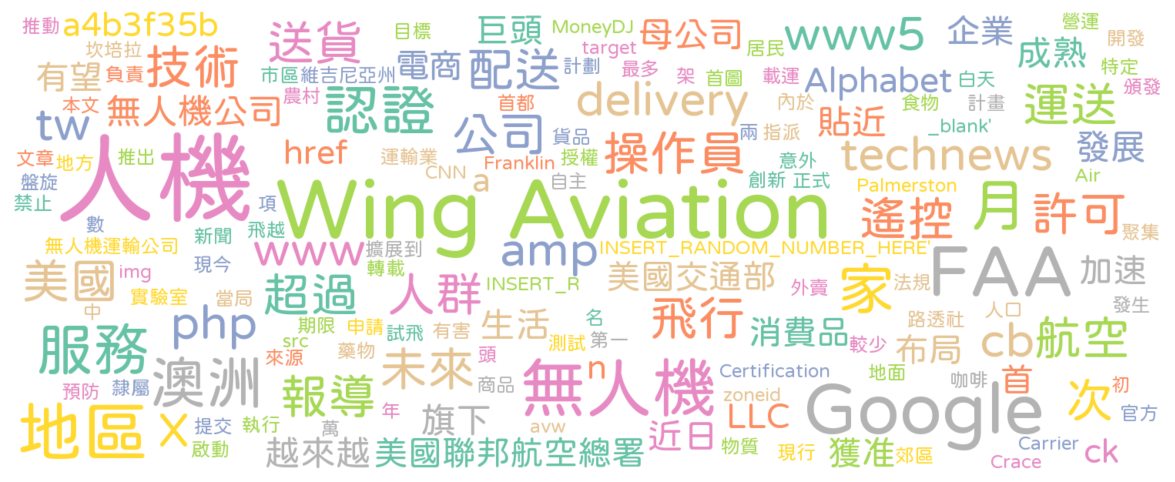 推動 a4b3f35b 送貨 目標 巨頭 MoneyDJ 母公司 www5 企業 營運 開發
坎培拉 技術 電商 配送 target 居民 成熟
有望 負責 市區 維吉尼亞州 計劃 最多 架 首圖 載運 Alphabet 白天 特定 頒發
本文 無人機公司 農村 認證 首都 delivery 內於 食物 計畫 運送
tw 公司 貨品 操作員 兩 指派 貼近 _blank'
文章 地方 推出 人機 href 運輸業 Franklin 授權 意外 technews 發展
盤旋 CNN a 自主 創新 正式 Palmerston Air
禁止 項 Wing Aviation 遙控 月 許可
數 新聞 飛越 聚集
無人機運輸公司 www 擴展到 amp INSERT_RANDOM_NUMBER_HERE' FAA
美國 img 現今 轉載 美國交通部 家 法規 加速
實驗室 當局 超過 人群 INSERT_R 外賣 發生
中 php 期限 申請 試飛 有害 生活 名 飛行 消費品 路透社 人口
服務 src 第一 較少 布局 cb 航空
澳洲 來源 藥物 未來 頭 測試 n 無人機 Certification 地面 咖啡 首 初
預防 隸屬 報導 商品 zoneid Google 次
地區 X 提交 執行 年 旗下 avw LLC 官方
啟動 萬 越來越 美國聯邦航空總署 近日 物質 現行 獲准 郊區 Carrier Crace ck